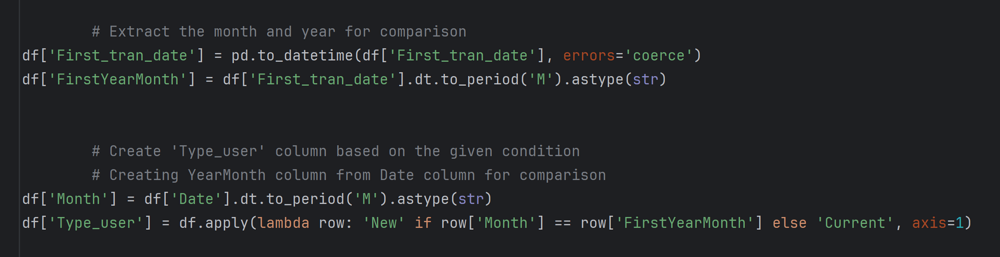 # Extract the month and year for comparison
df['First_tran_date'] = pd.to_datetime(df['First_tran_date'], errors='coerce')
df['FirstYearMonth'] = df['First_tran_date'].dt.to_period('M').astype(str)
# Create 'Type_user' column based on the given condition
# Creating YearMonth column from Date column for comparison
df['Month'] = df['Date'].dt.to_period('M').astype(str)
df['Type_user'] = df.apply(lambda row: 'New' if row['Month'] == row['FirstYearMonth'] else 'Current', axis=1)